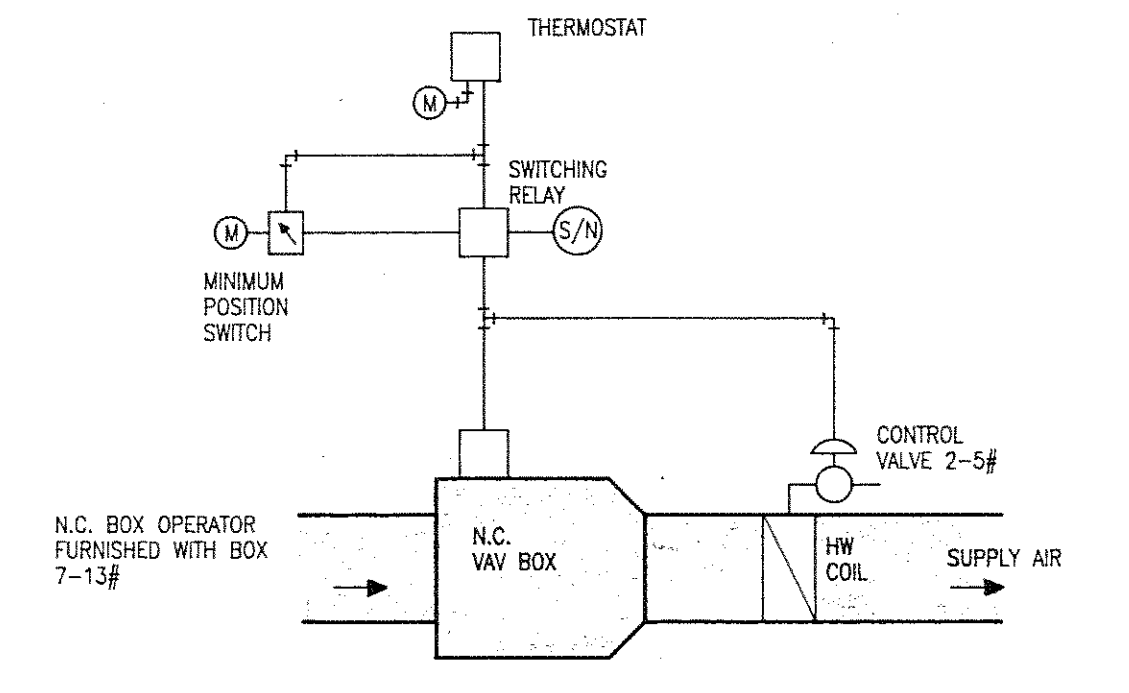 THERMOSTAT
M
SWITCHING
RELAY
M
S/N
MINIMUM
POSITION
SWITCH
CONTROL
VALVE 2-5#
N.C. BOX OPERATOR
FURNISHED WITH BOX
7-13#
N.C.
VAV BOX
HW
COIL
SUPPLY AIR